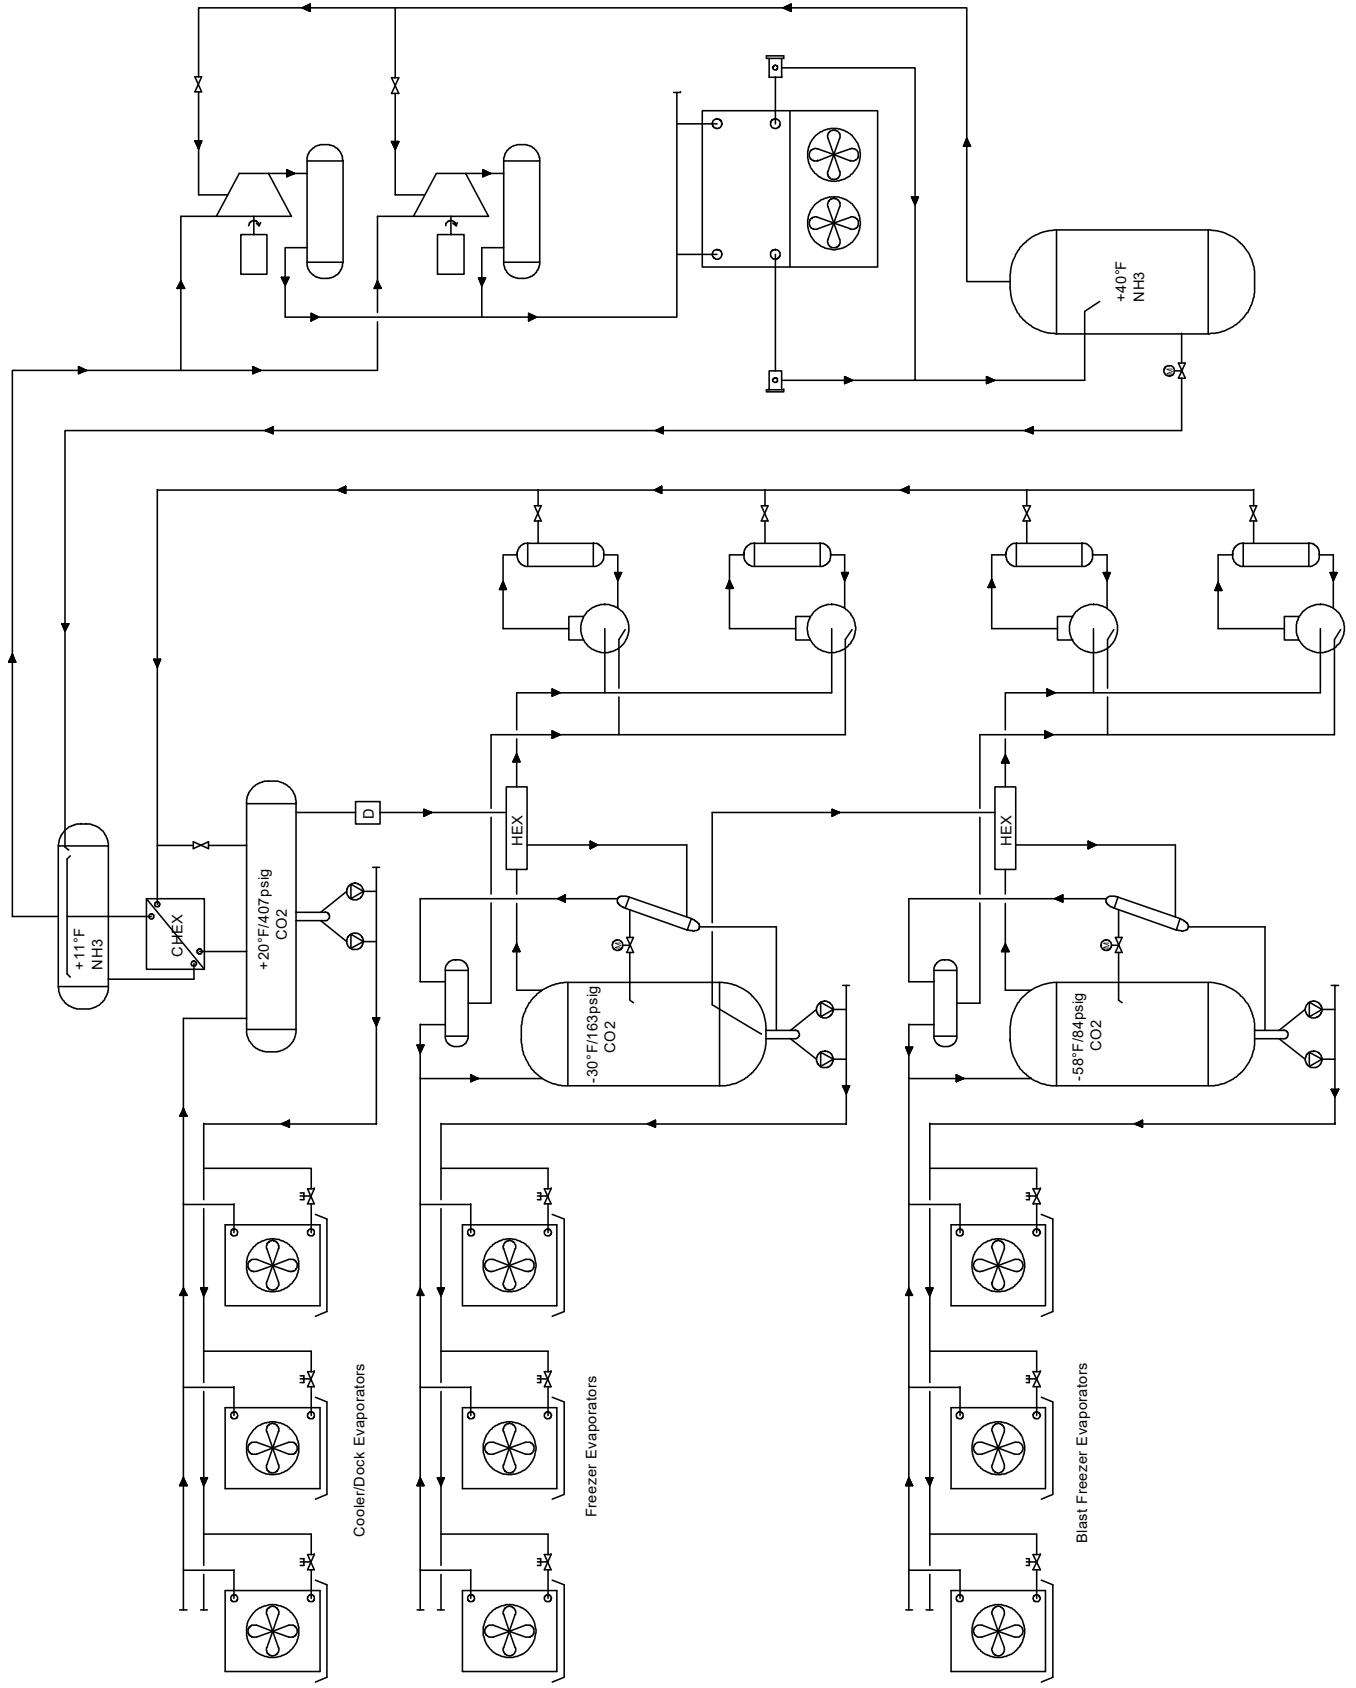 +40°F
NH3
M
+11°F
NH3
CHEX
+20°F/407psig
CO2
D
HEX
HEX
M
M
-30°F/163psig
CO2
-58°F/84psig
CO2
Cooler/Dock Evaporators
Freezer Evaporators
Blast Freezer Evaporators